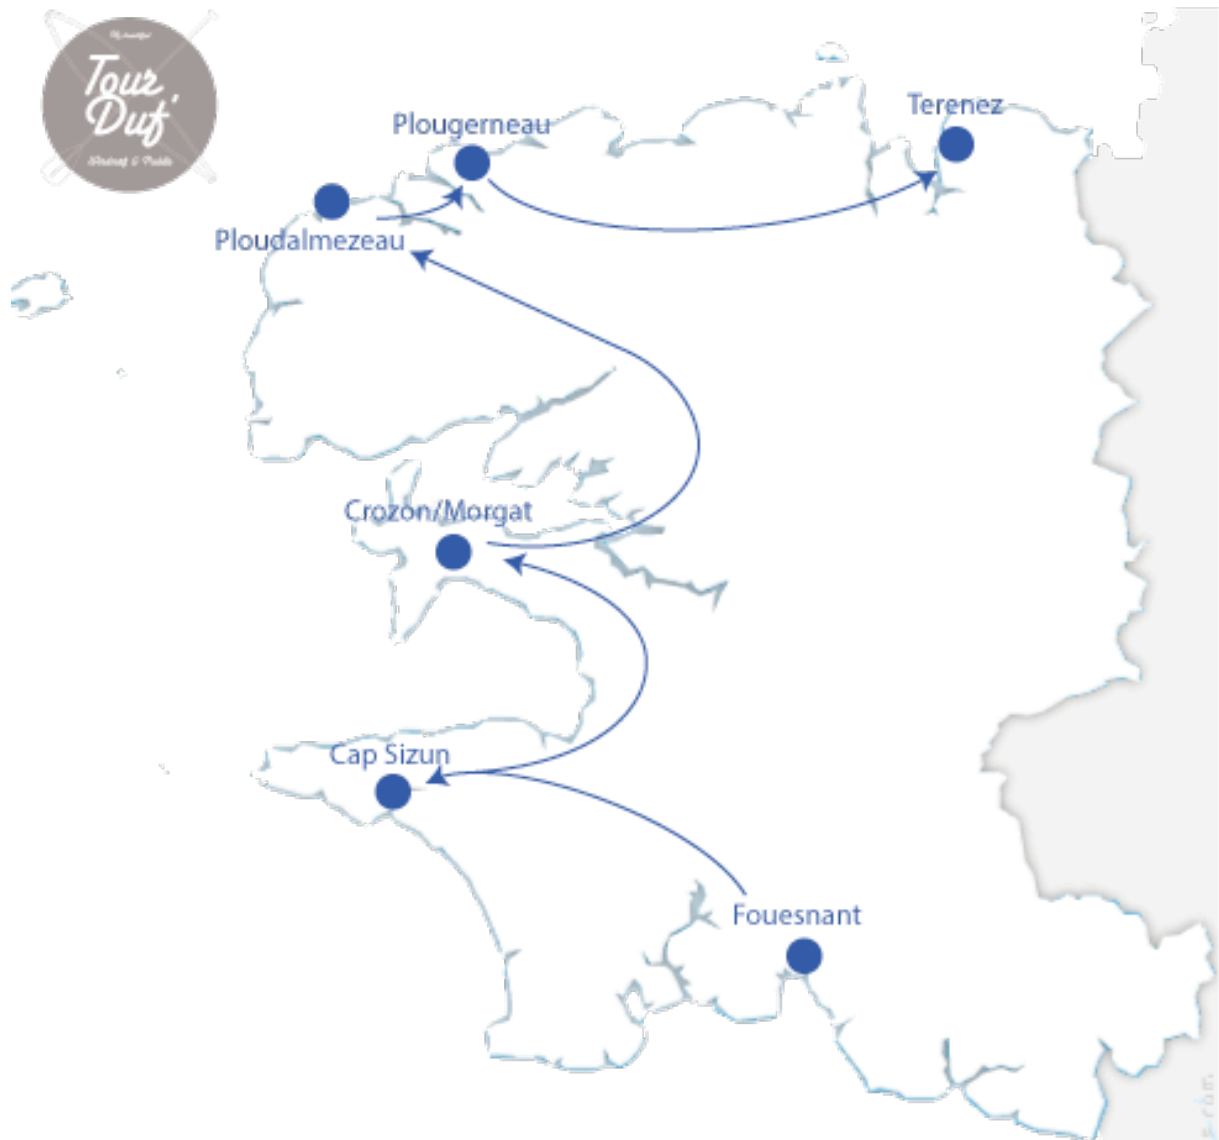 Tour
Duf'
Terenez
Plougerneau
Ploudalmezeau
Crozon/Morgat
Cap Sizun
Fouesnant